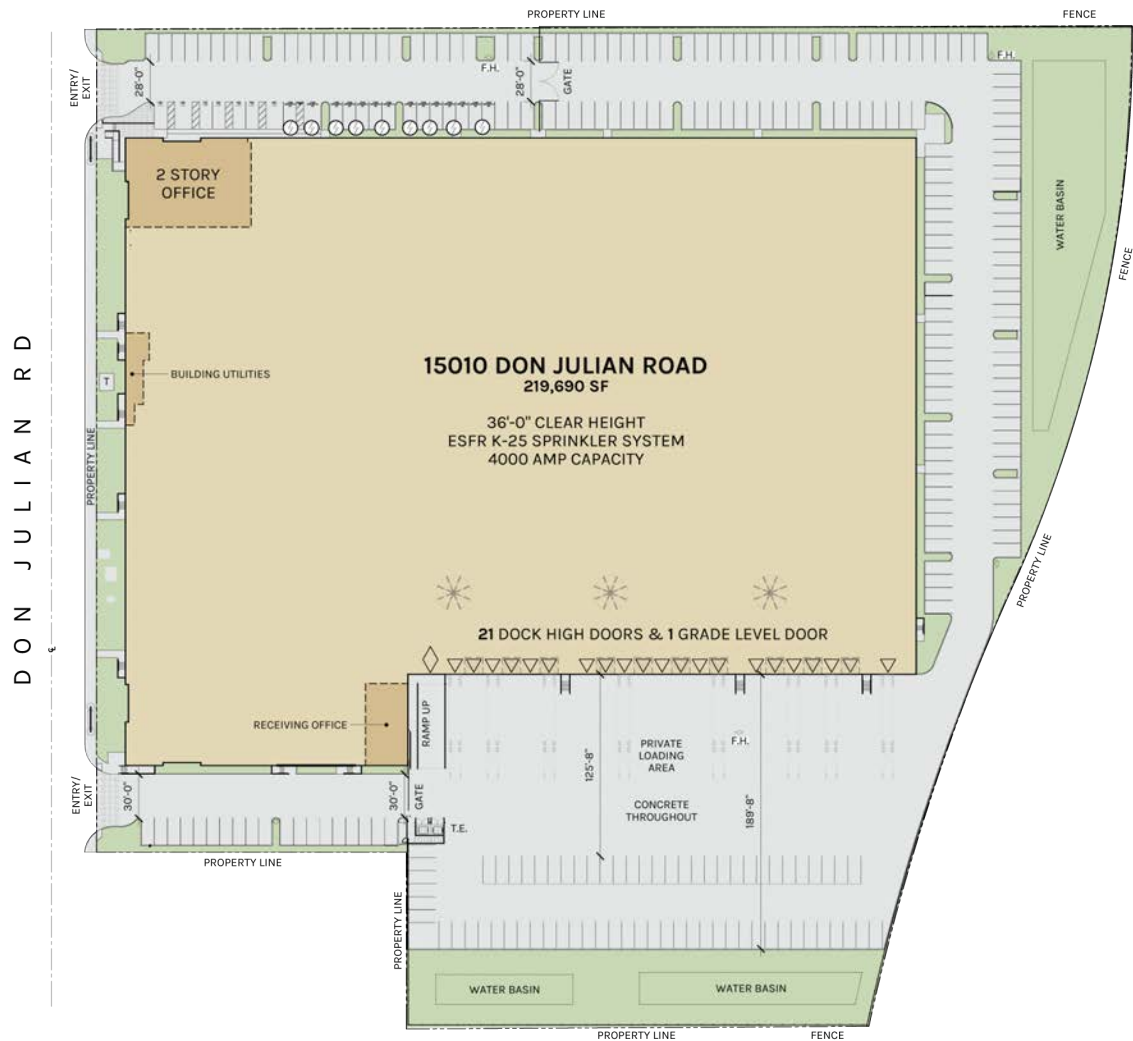 PROPERTY LINE
FENCE
ENTRY/
EXIT
28'-0"
F.H.
28'-0"
GATE
F.H.
2 STORY
OFFICE
WATER BASIN
FENCE
DON JULIAN RD
℄
15010 DON JULIAN ROAD
219,690 SF
36'-0" CLEAR HEIGHT
ESFR K-25 SPRINKLER SYSTEM
4000 AMP CAPACITY
BUILDING UTILITIES
T
PROPERTY LINE
PROPERTY LINE
21 DOCK HIGH DOORS & 1 GRADE LEVEL DOOR
RECEIVING OFFICE
RAMP UP
125'-8"
PRIVATE
LOADING
AREA
F.H.
CONCRETE
THROUGHOUT
189'-8"
ENTRY/
EXIT
30'-0"
30'-0"
GATE
T.E.
PROPERTY LINE
PROPERTY LINE
WATER BASIN
WATER BASIN
PROPERTY LINE
FENCE